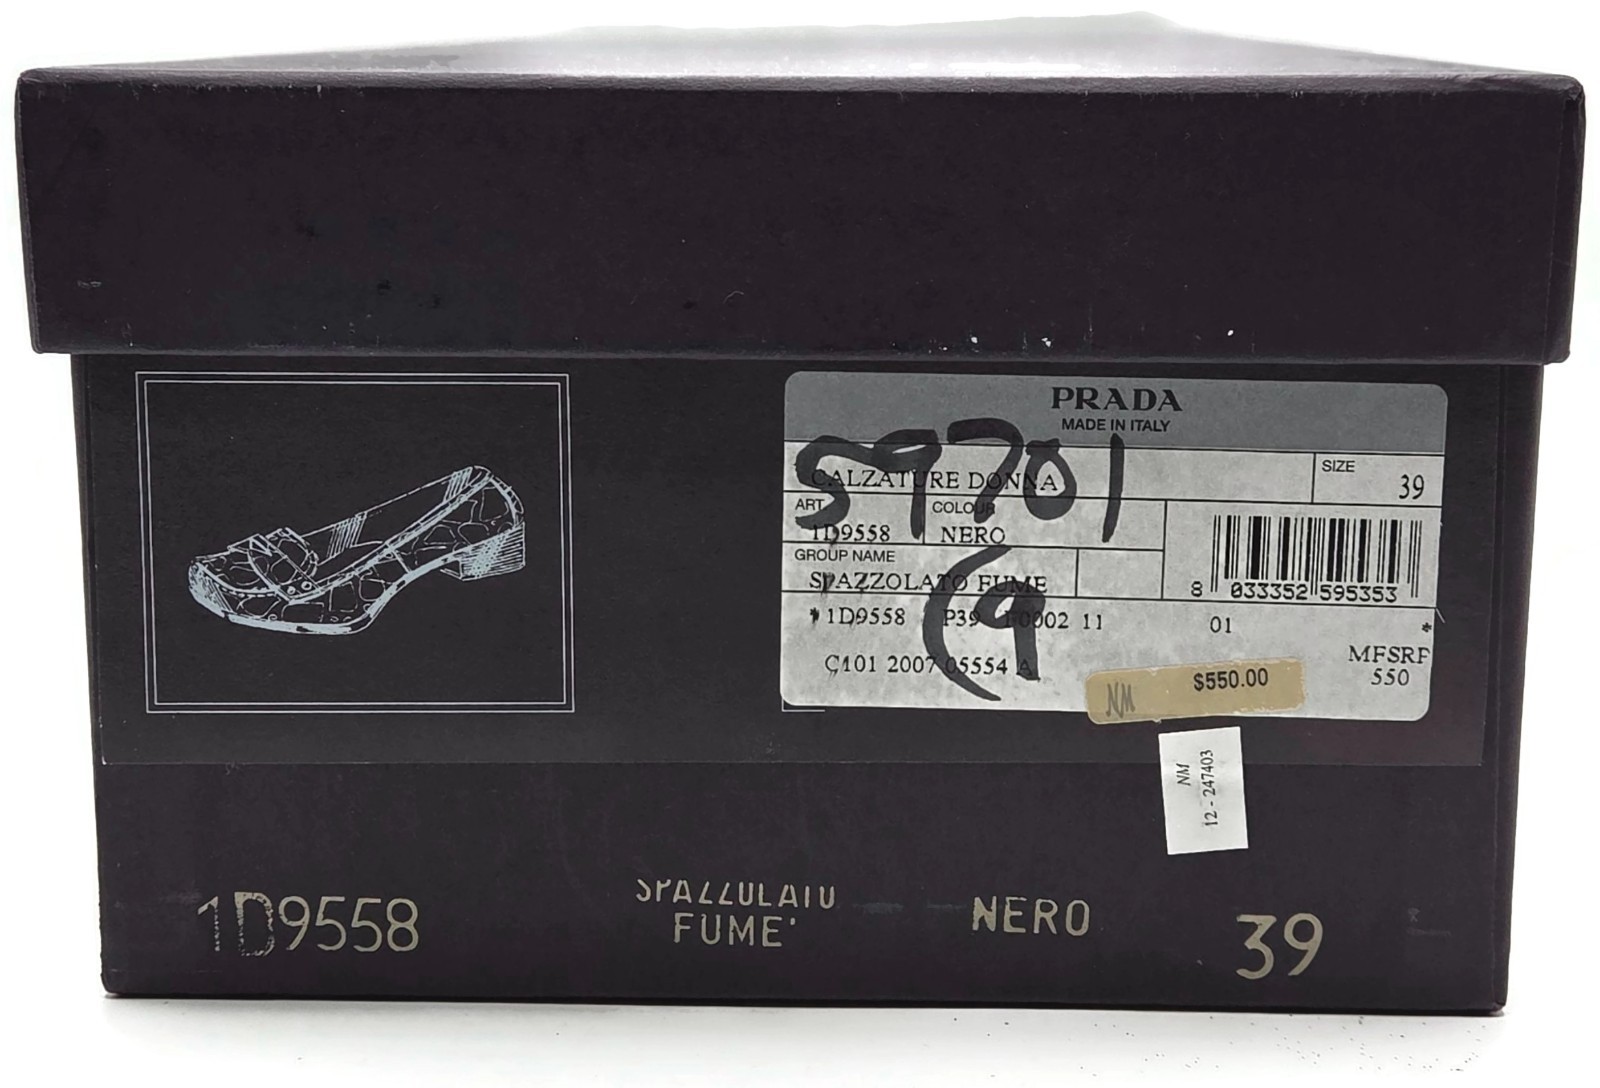 PRADA
MADE IN ITALY
CALZATURE DONNA
SIZE
39
59701
ART.
COLOUR
1D9558
NERO
GROUP NAME
SPAZZOLATO FUME
8 033352 595353
* 1D9558 P39 F0002 11 01 *
C101 2007 05554 A
MFSRP
550
NM $550.00
NM
12 - 247403
1D9558
SPAZZOLATO
FUME'
NERO
39